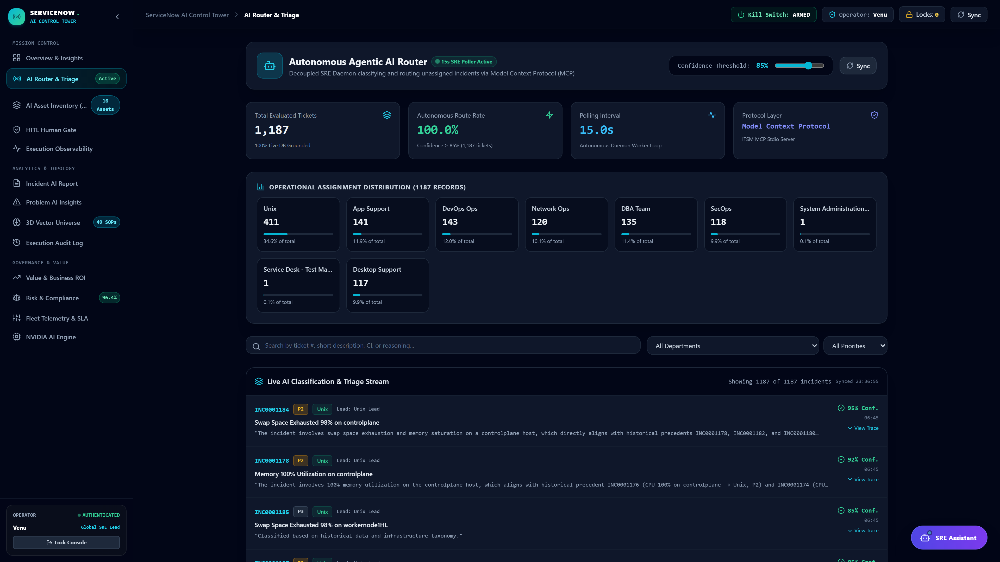 SERVICENOW .
AI CONTROL TOWER
MISSION CONTROL
Overview & Insights
AI Router & Triage
Active
AI Asset Inventory (...
16
Assets
HITL Human Gate
Execution Observability
ANALYTICS & TOPOLOGY
Incident AI Report
Problem AI Insights
3D Vector Universe
49 SOPs
Execution Audit Log
GOVERNANCE & VALUE
Value & Business ROI
Risk & Compliance
96.4%
Fleet Telemetry & SLA
NVIDIA AI Engine
OPERATOR
AUTHENTICATED
Venu
Global SRE Lead
Lock Console
ServiceNow AI Control Tower > AI Router & Triage
Kill Switch: ARMED
Operator: Venu
Locks: 0
Sync
Autonomous Agentic AI Router
15s SRE Poller Active
Decoupled SRE Daemon classifying and routing unassigned incidents via Model Context Protocol (MCP)
Confidence Threshold: 85%
Sync
Total Evaluated Tickets
1,187
100% Live DB Grounded
Autonomous Route Rate
100.0%
Confidence ≥ 85% (1,187 tickets)
Polling Interval
15.0s
Autonomous Daemon Worker Loop
Protocol Layer
Model Context Protocol
ITSM MCP Stdio Server
OPERATIONAL ASSIGNMENT DISTRIBUTION (1187 RECORDS)
Unix
411
34.6% of total
App Support
141
11.9% of total
DevOps Ops
143
12.0% of total
Network Ops
120
10.1% of total
DBA Team
135
11.4% of total
SecOps
118
9.9% of total
System Administration...
1
0.1% of total
Service Desk - Test Ma...
1
0.1% of total
Desktop Support
117
9.9% of total
Search by ticket #, short description, CI, or reasoning...
All Departments
All Priorities
Live AI Classification & Triage Stream
Showing 1187 of 1187 incidents
Synced 23:36:55
INC0001184 P2 Unix Lead: Unix Lead
95% Conf.
06:45
Swap Space Exhausted 98% on controlplane
View Trace
"The incident involves swap space exhaustion and memory saturation on a controlplane host, which directly aligns with historical precedents INC0001178, INC0001182, and INC0001180…
INC0001178 P2 Unix Lead: Unix Lead
92% Conf.
06:45
Memory 100% Utilization on controlplane
View Trace
"The incident involves 100% memory utilization on the controlplane host, which aligns with historical precedent INC0001176 (CPU 100% on controlplane -> Unix, P2) and INC0001174 (CPU…
INC0001185 P3 Unix Lead: Unix Lead
85% Conf.
06:45
Swap Space Exhausted 98% on workernode1HL
View Trace
"Classified based on historical data and infrastructure taxonomy."
SRE Assistant